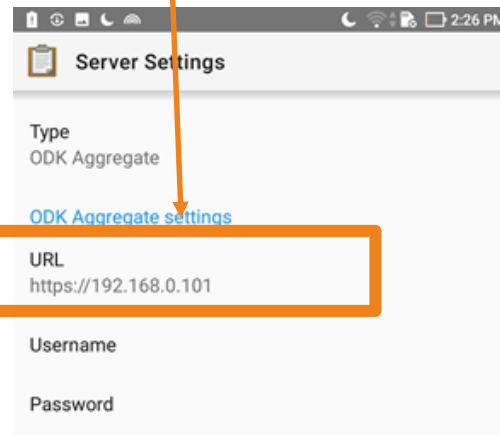 2:26 PM
Server Settings
Type
ODK Aggregate
ODK Aggregate settings
URL
https://192.168.0.101
Username
Password